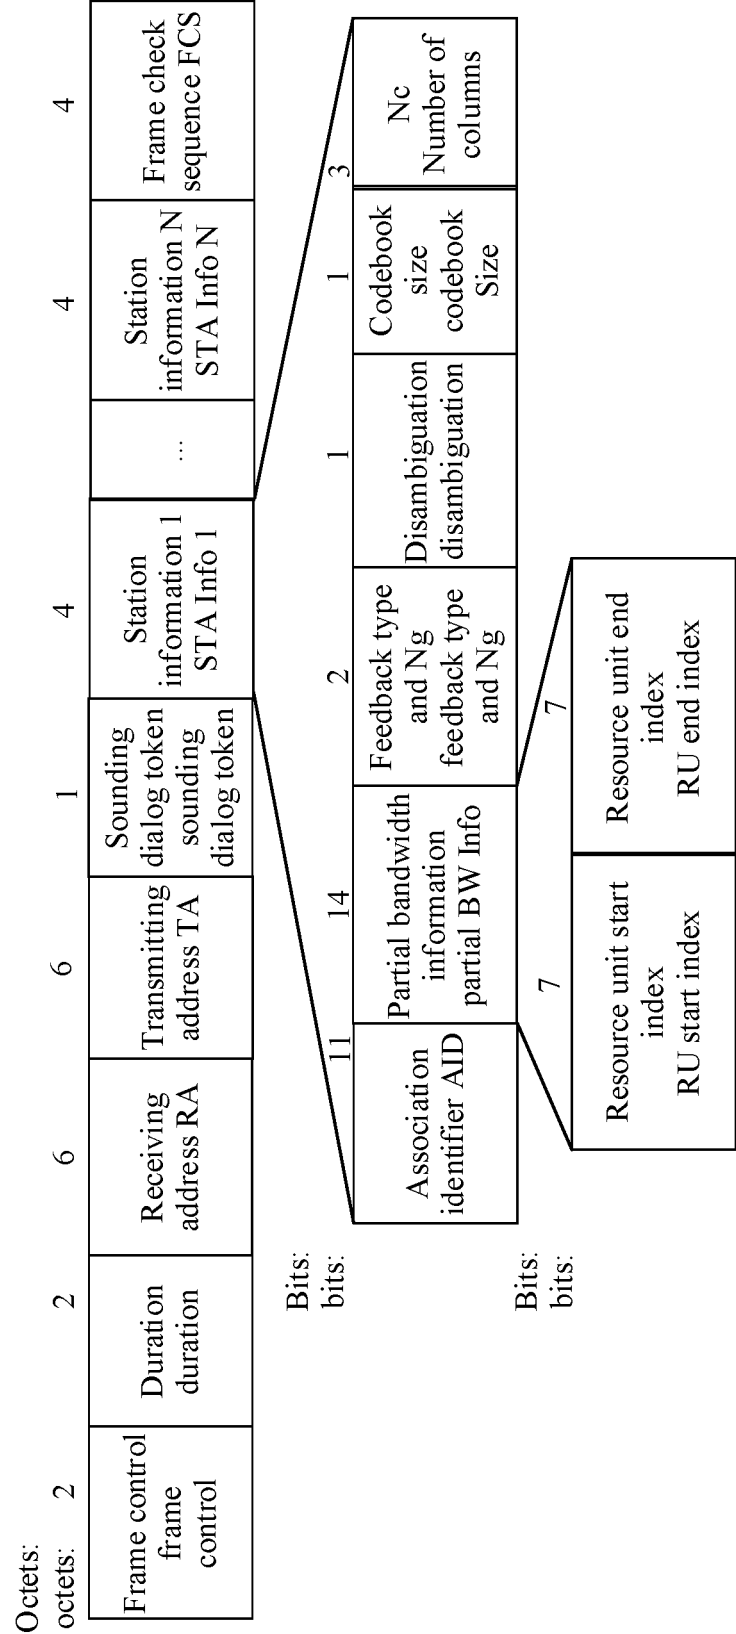 Octets:
octets:
2
2
6
6
1
4
4
4
Frame control
frame
control
Duration
duration
Receiving
address RA
Transmitting
address TA
Sounding
dialog token
sounding
dialog token
Station
information 1
STA Info 1
...
Station
information N
STA Info N
Frame check
sequence FCS
Bits:
bits:
11
14
2
1
1
3
Association
identifier AID
Partial bandwidth
information
partial BW Info
Feedback type
and Ng
feedback type
and Ng
Disambiguation
disambiguation
Codebook
size
codebook
Size
Nc
Number of
columns
Bits:
bits:
7
7
Resource unit start
index
RU start index
Resource unit end
index
RU end index